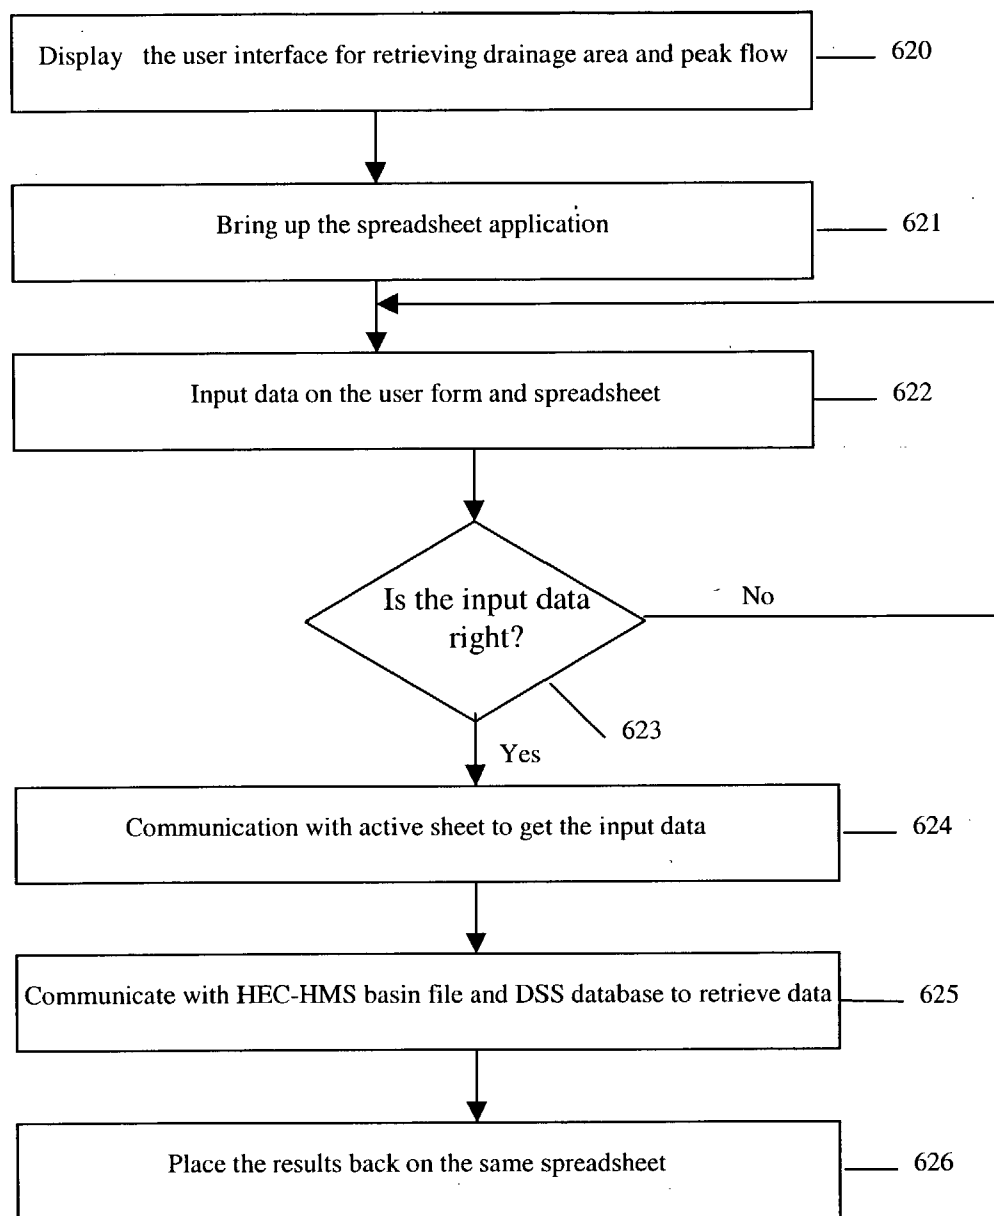 Display the user interface for retrieving drainage area and peak flow
620
Bring up the spreadsheet application
621
Input data on the user form and spreadsheet
622
Is the input data
right?
No
623
Yes
Communication with active sheet to get the input data
624
Communicate with HEC-HMS basin file and DSS database to retrieve data
625
Place the results back on the same spreadsheet
626